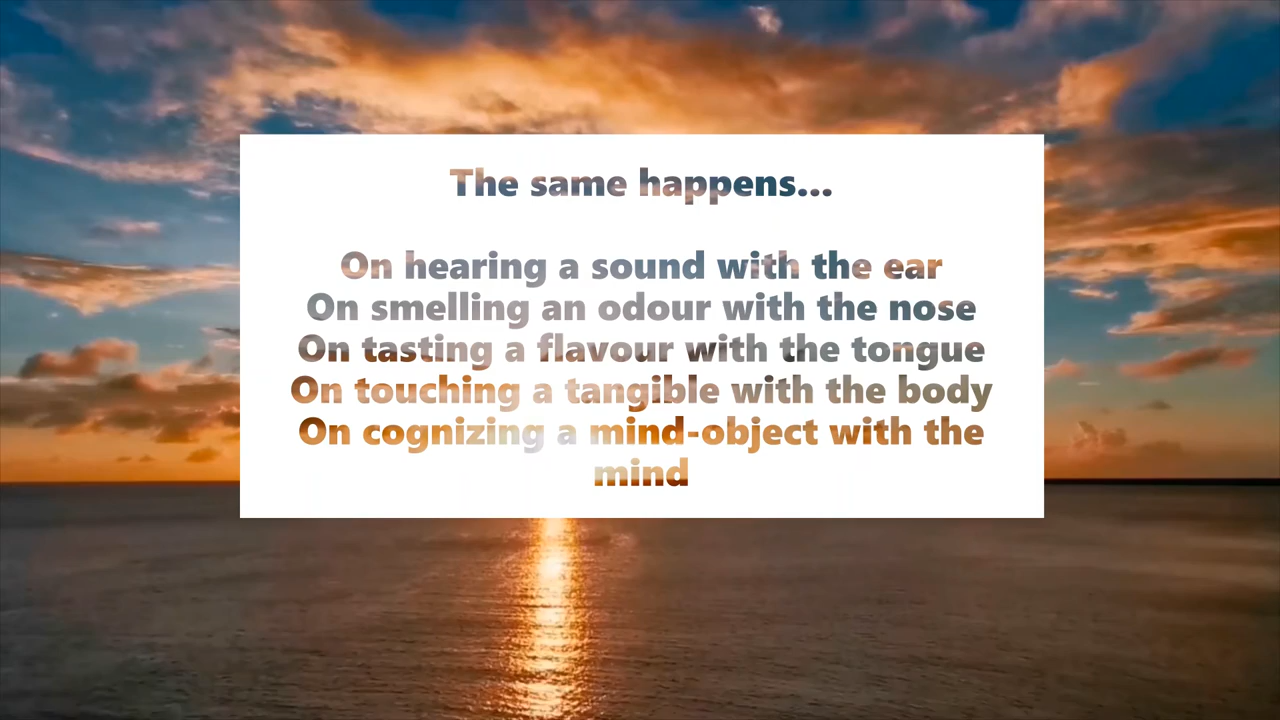 The same happens...
On hearing a sound with the ear
On smelling an odour with the nose
On tasting a flavour with the tongue
On touching a tangible with the body
On cognizing a mind-object with the
mind